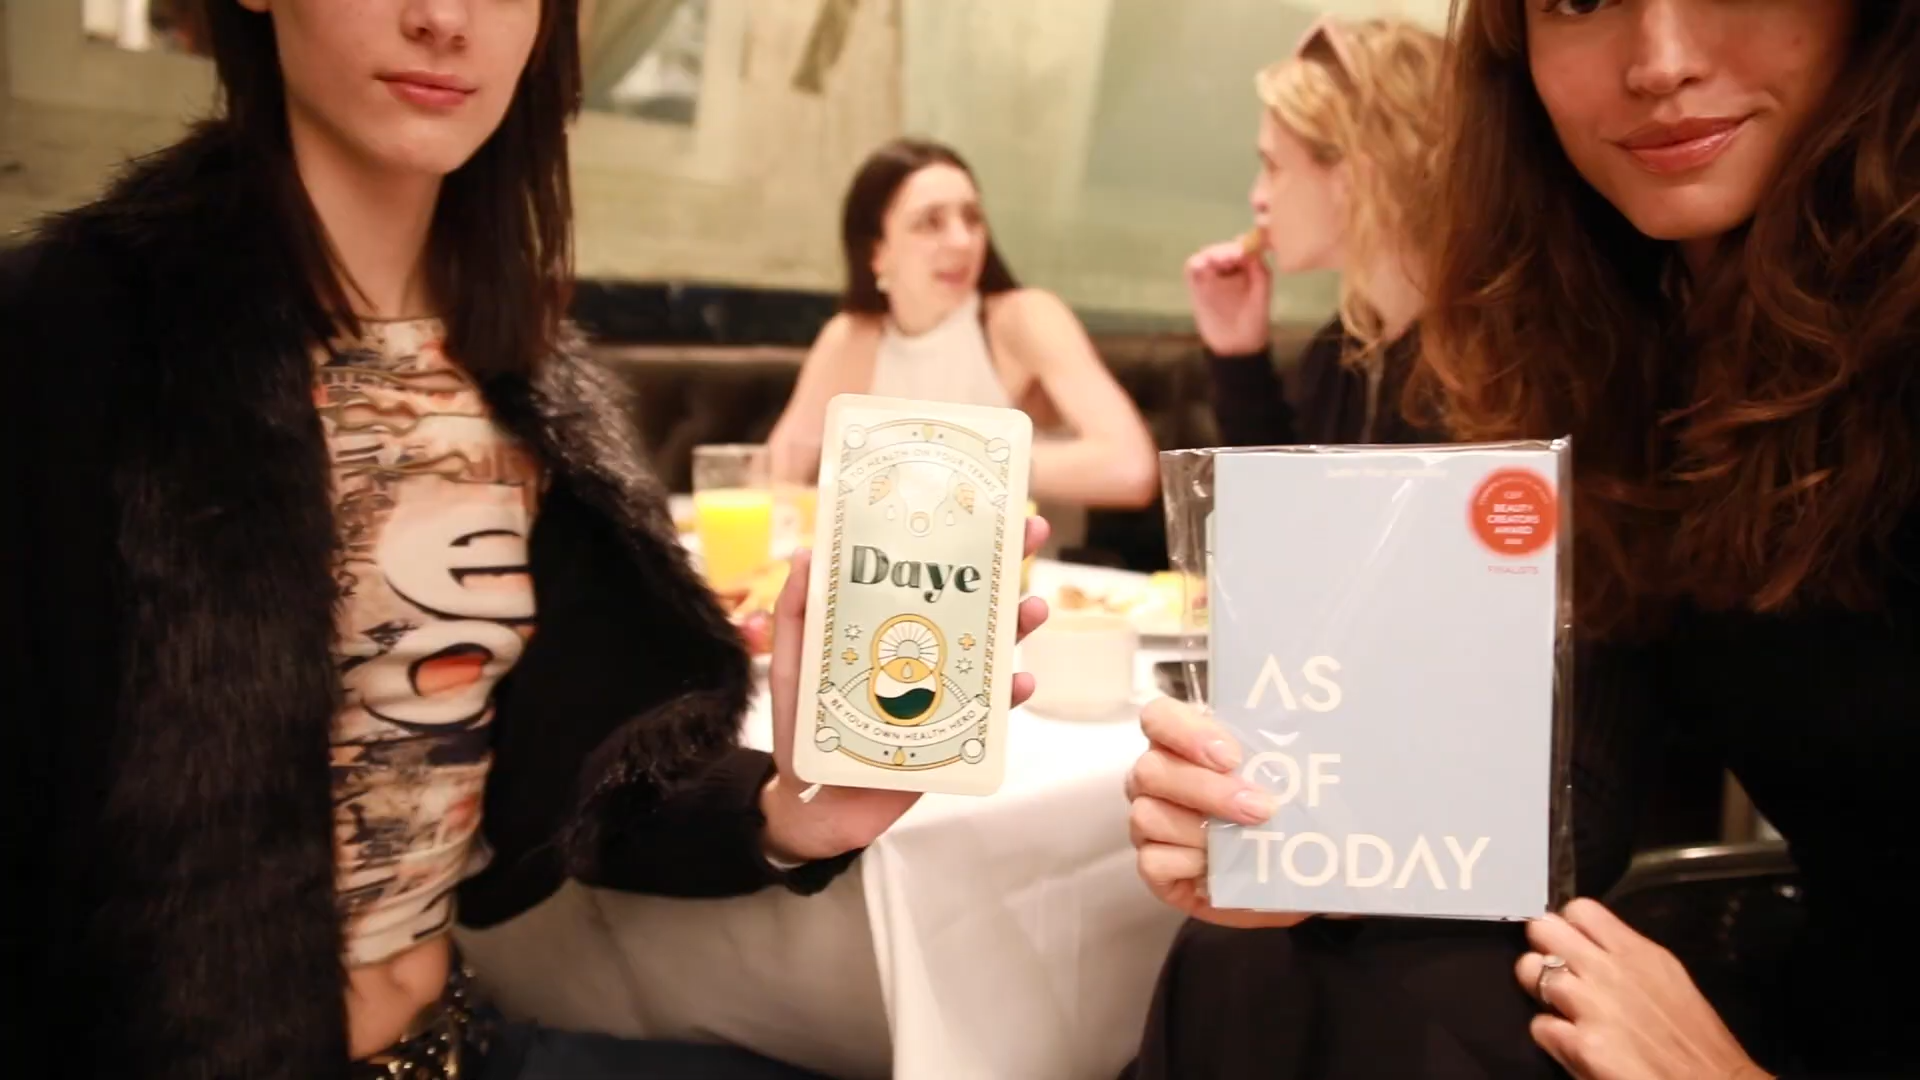 TO HEALTH ON YOUR TERMS
Daye
BE YOUR OWN HEALTH HERO
BEAUTY
CREATORS
AWARD
FINALISTS
AS
OF
TODAY